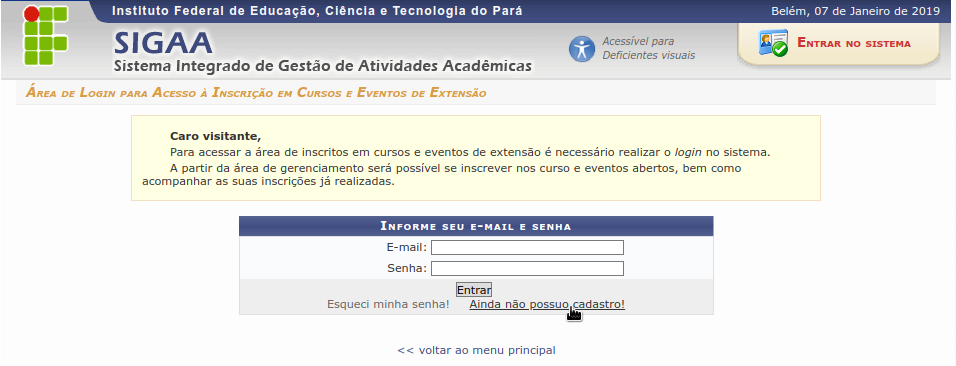 Instituto Federal de Educação, Ciência e Tecnologia do Pará
Belém, 07 de Janeiro de 2019
SIGAA
Sistema Integrado de Gestão de Atividades Acadêmicas
Acessível para
Deficientes visuais
Entrar no sistema
Área de Login para Acesso à Inscrição em Cursos e Eventos de Extensão
Caro visitante,
Para acessar a área de inscritos em cursos e eventos de extensão é necessário realizar o login no sistema.
A partir da área de gerenciamento será possível se inscrever nos curso e eventos abertos, bem como
acompanhar as suas inscrições já realizadas.
Informe seu e-mail e senha
E-mail:
Senha:
Entrar
Esqueci minha senha! Ainda não possuo cadastro!
<< voltar ao menu principal